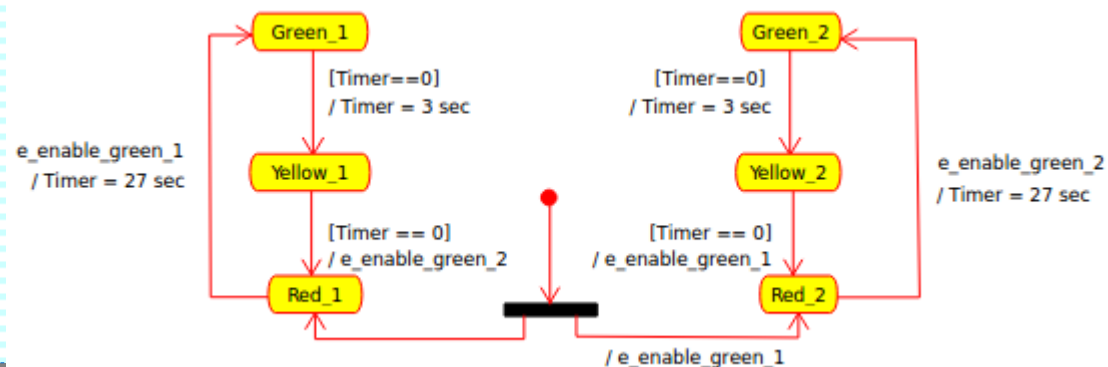 Green_1
Green_2
[Timer==0]
/ Timer = 3 sec
[Timer==0]
/ Timer = 3 sec
e_enable_green_1
/ Timer = 27 sec
Yellow_1
Yellow_2
e_enable_green_2
/ Timer = 27 sec
[Timer == 0]
/ e_enable_green_2
[Timer == 0]
/ e_enable_green_1
Red_1
Red_2
/ e_enable_green_1